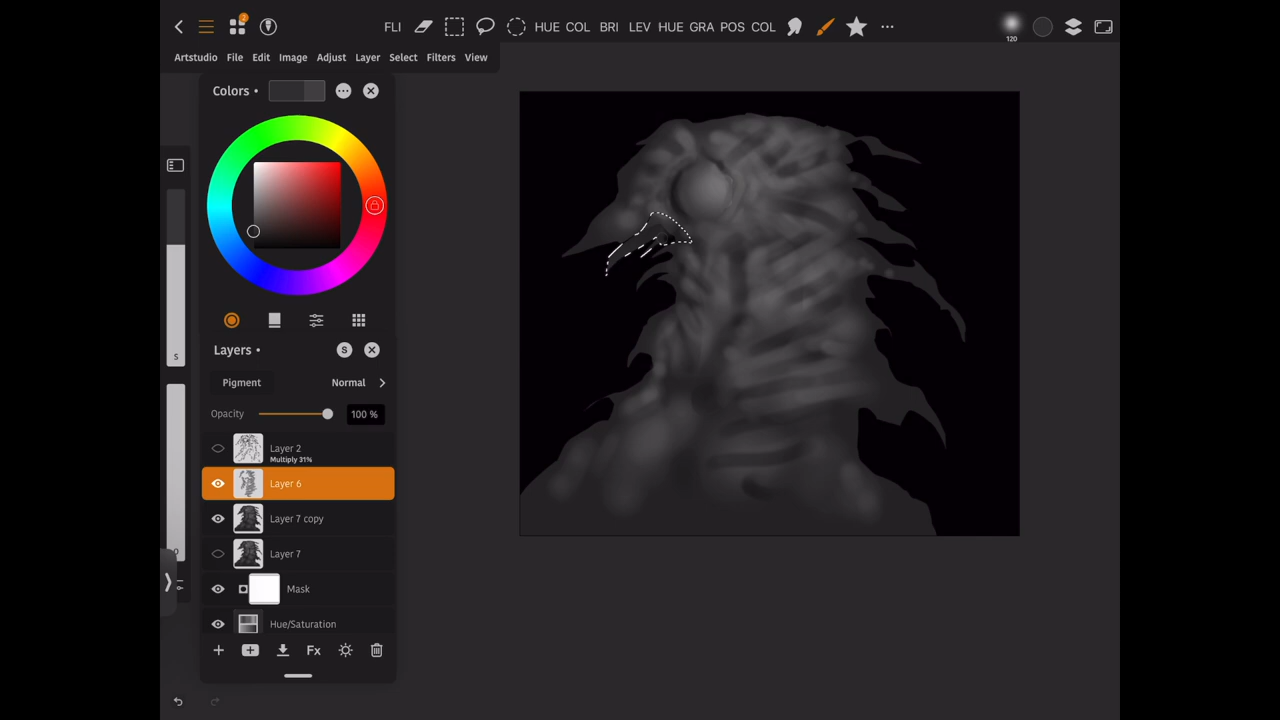 2
FLI HUE COL BRI LEV HUE GRA POS COL
120
Artstudio File Edit Image Adjust Layer Select Filters View
Colors •
S
Layers • S
Pigment Normal
Opacity 100 %
Layer 2
Multiply 31%
Layer 6
Layer 7 copy
Layer 7
Mask
Hue/Saturation
Fx